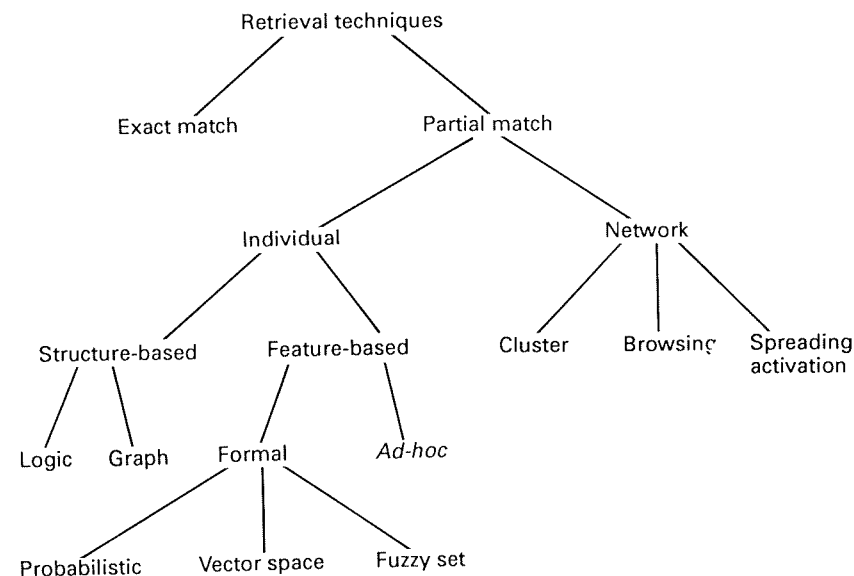 Retrieval techniques
Exact match
Partial match
Individual
Network
Structure-based
Feature-based
Cluster
Browsing
Spreading
activation
Logic
Graph
Formal
Ad-hoc
Probabilistic
Vector space
Fuzzy set